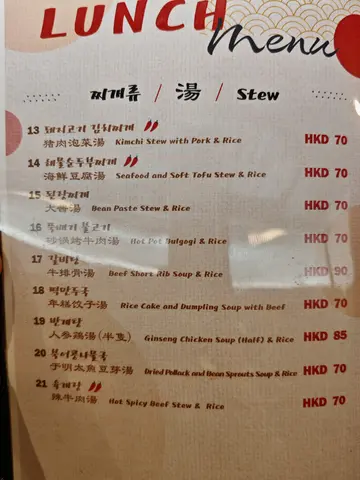 LUNCH
Menu
찌개류 / 湯 / Stew
13 돼지고기 김치찌개
猪肉泡菜湯 Kimchi Stew with Pork & Rice HKD 70
14 해물순두부찌개
海鮮豆腐湯 Seafood and Soft Tofu Stew & Rice HKD 70
15 된장찌개
大酱湯 Bean Paste Stew & Rice HKD 70
16 뚝배기 불고기
砂鍋烤牛肉湯 Hot Pot Bulgogi & Rice HKD 70
17 갈비탕
牛排骨湯 Beef Short Rib Soup & Rice HKD 90
18 떡만두국
年糕饺子湯 Rice Cake and Dumpling Soup with Beef HKD 70
19 반계탕
人参鷄湯(半隻) Ginseng Chicken Soup (Half) & Rice HKD 85
20 북어콩나물국
于明太魚豆芽湯 Dried Pollack and Bean Sprouts Soup & Rice HKD 70
21 육개장
辣牛肉湯 Hot Spicy Beef Stew & Rice HKD 70